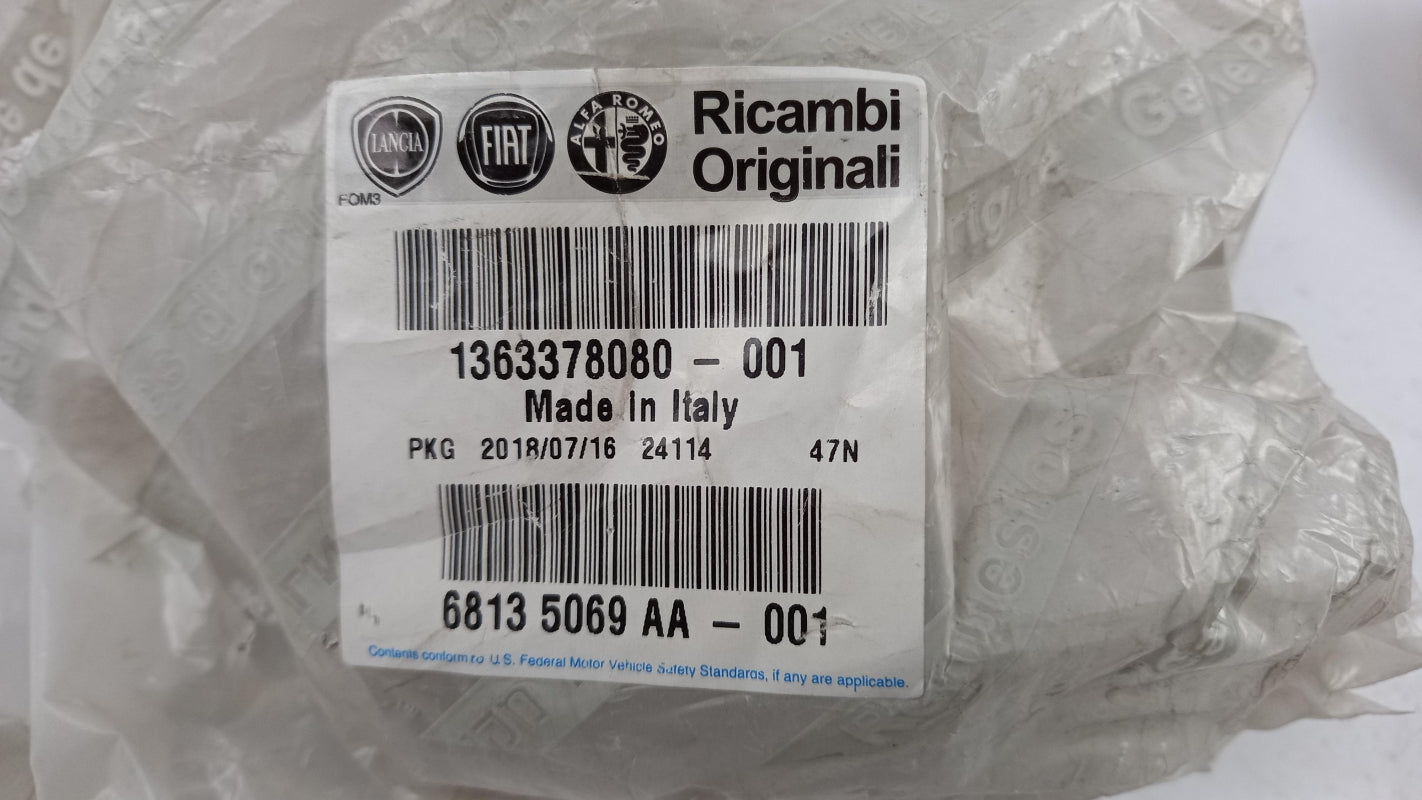 LANCIA
FIAT
ALFA ROMEO
Ricambi
Originali
FOM3
1363378080 - 001
Made In Italy
PKG 2018/07/16 24114 47N
6813 5069 AA - 001
Contents conform to U.S. Federal Motor Vehicle Safety Standards, if any are applicable.